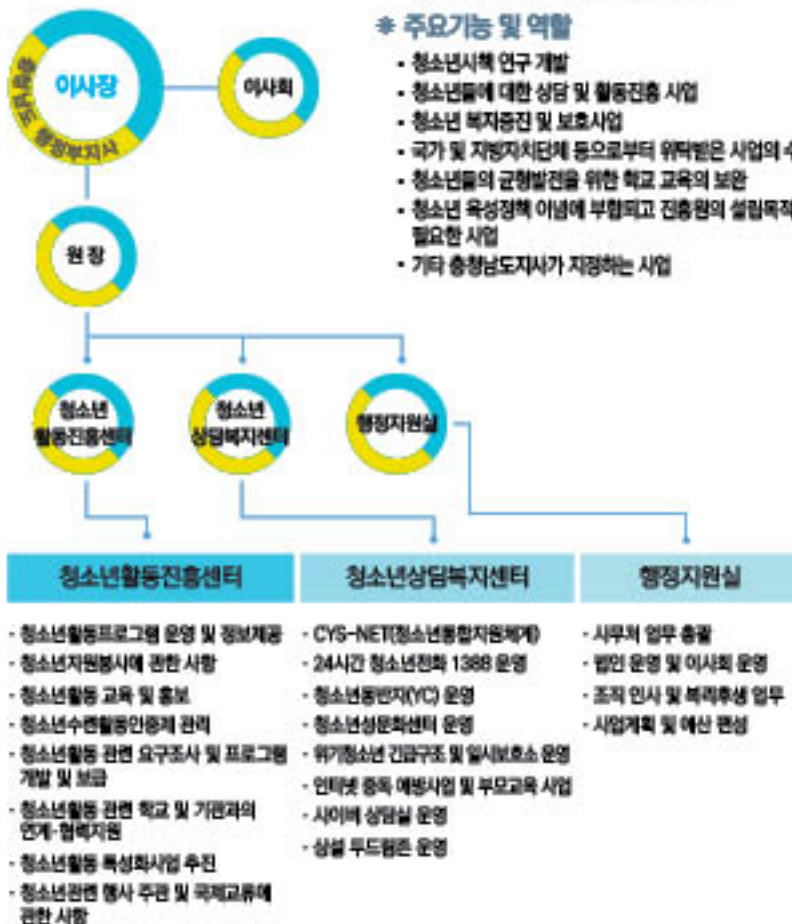 이사장
충청남도 행정부지사
이사회
원장
청소년
활동진흥센터
청소년
상담복지센터
행정지원실
※ 주요기능 및 역할
• 청소년시책 연구 개발
• 청소년들에 대한 상담 및 활동진흥 사업
• 청소년 복지증진 및 보호사업
• 국가 및 지방자치단체 등으로부터 위탁받은 사업의
• 청소년들의 균형발전을 위한 학교 교육의 보완
• 청소년 육성정책 이념에 부합되고 진흥원의 설립목적
필요한 사업
• 기타 충청남도지사가 지정하는 사업
청소년활동진흥센터
· 청소년활동프로그램 운영 및 정보제공
· 청소년자원봉사에 관한 사항
· 청소년활동 교육 및 홍보
· 청소년수련활동인증제 관리
· 청소년활동 관련 요구조사 및 프로그램
개발 및 보급
· 청소년활동 관련 학교 및 기관과의
연계·협력지원
· 청소년활동 특성화사업 추진
· 청소년관련 행사 주관 및 국제교류에
관한 사항
청소년상담복지센터
· CYS-NET(청소년통합지원체계)
· 24시간 청소년전화 1388 운영
· 청소년동반자(YC) 운영
· 청소년성문화센터 운영
· 위기청소년 긴급구조 및 일시보호소 운영
· 인터넷 중독 예방사업 및 부모교육 사업
· 사이버 상담실 운영
· 상설 두드림존 운영
행정지원실
· 사무처 업무 총괄
· 법인 운영 및 이사회 운영
· 조직 인사 및 복리후생 업무
· 사업계획 및 예산 편성